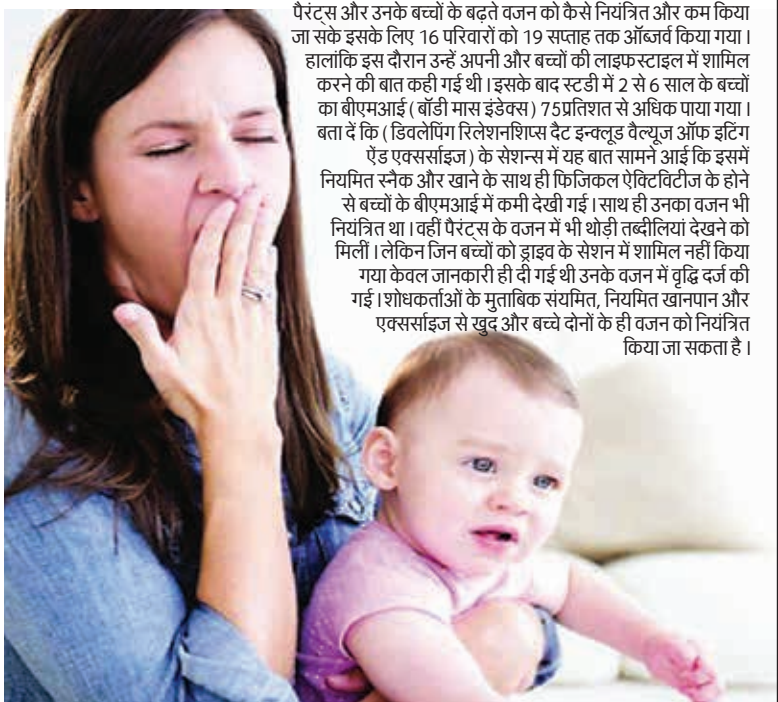 पैरंट्स और उनके बच्चों के बढ़ते वजन को कैसे नियंत्रित और कम किया
जा सके इसके लिए 16 परिवारों को 19 सप्ताह तक ऑब्जर्व किया गया।
हालांकि इस दौरान उन्हें अपनी और बच्चों की लाइफस्टाइल में शामिल
करने की बात कही गई थी। इसके बाद स्टडी में 2 से 6 साल के बच्चों
का बीएमआई ( बॉडी मास इंडेक्स ) 75प्रतिशत से अधिक पाया गया।
बता दें कि ( डिवलेपिंग रिलेशनशिप्स दैट इन्क्लूड वैल्यूज ऑफ इटिंग
ऐंड एक्सर्साइज ) के सेशन्स में यह बात सामने आई कि इसमें
नियमित स्नैक और खाने के साथ ही फिजिकल ऐक्टिविटीज के होने
से बच्चों के बीएमआई में कमी देखी गई। साथ ही उनका वजन भी
नियंत्रित था। वहीं पैरंट्स के वजन में भी थोड़ी तब्दीलियां देखने को
मिलीं। लेकिन जिन बच्चों को ड्राइव के सेशन में शामिल नहीं किया
गया केवल जानकारी ही दी गई थी उनके वजन में वृद्धि दर्ज की
गई। शोधकर्ताओं के मुताबिक संयमित, नियमित खानपान और
एक्सर्साइज से खुद और बच्चे दोनों के ही वजन को नियंत्रित
किया जा सकता है।